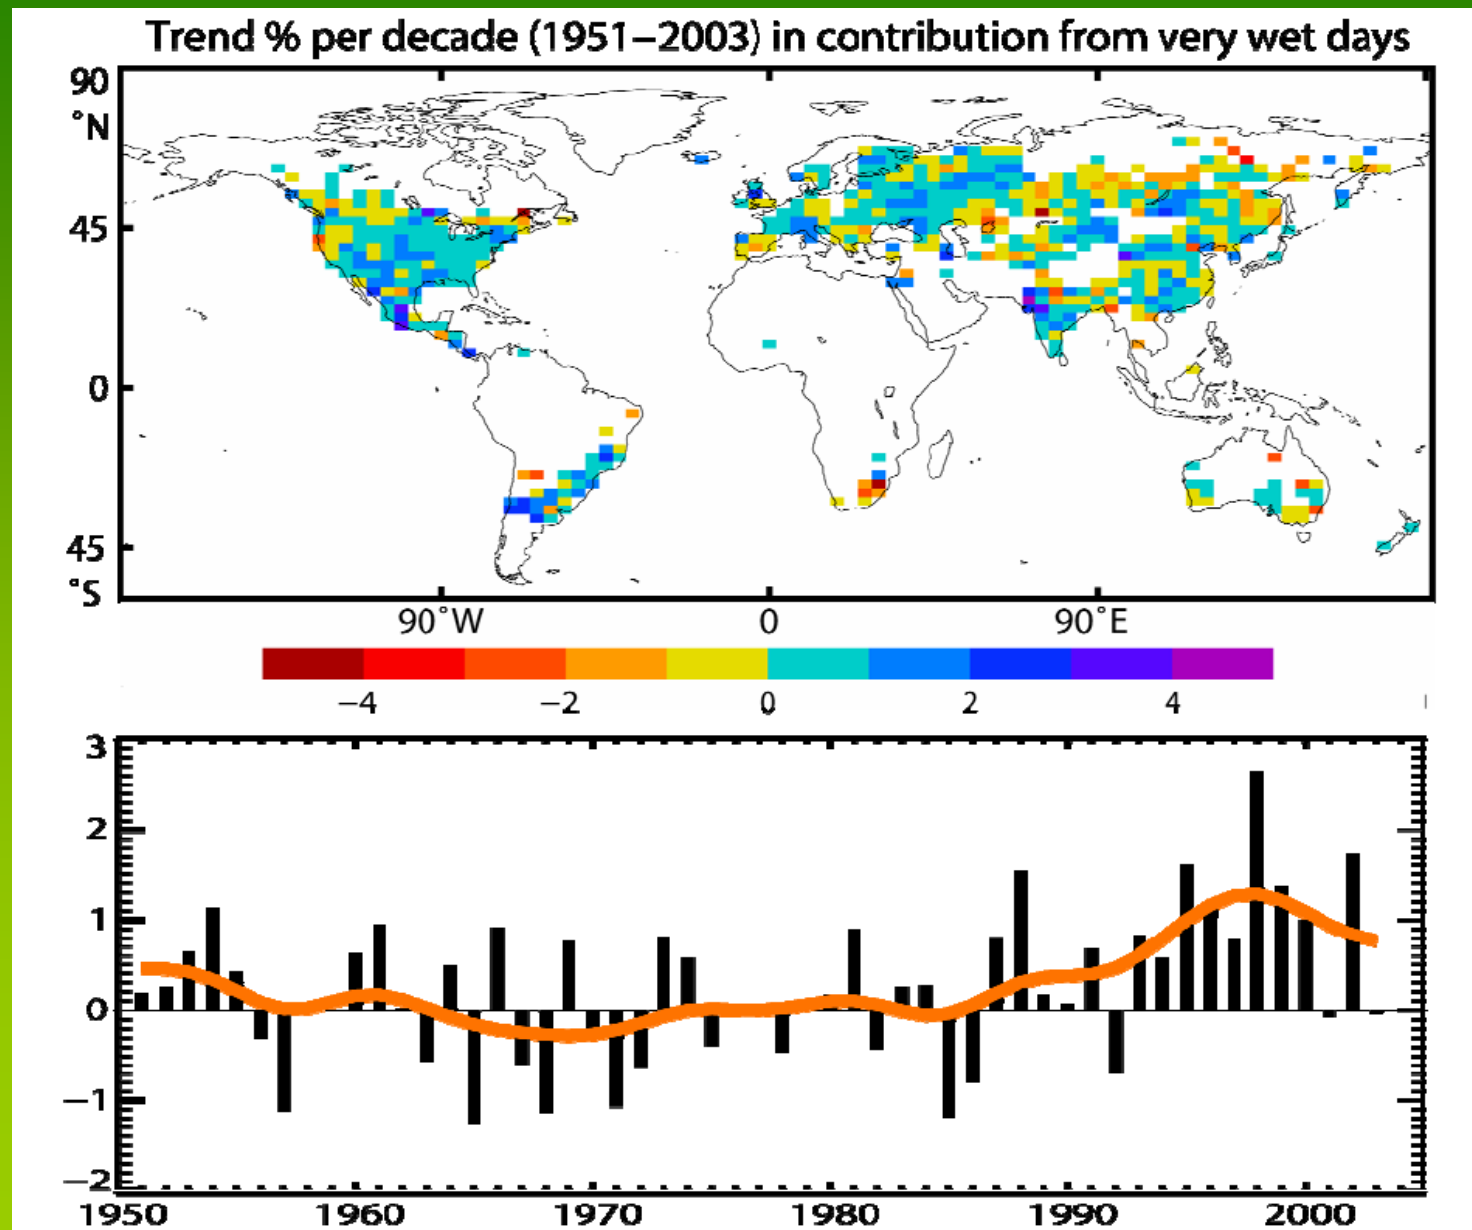 Trend % per decade (1951–2003) in contribution from very wet days
90
°N
45
0
45
°S
90°W 0 90°E
−4 −2 0 2 4
3
2
1
0
−1
−2
1950 1960 1970 1980 1990 2000